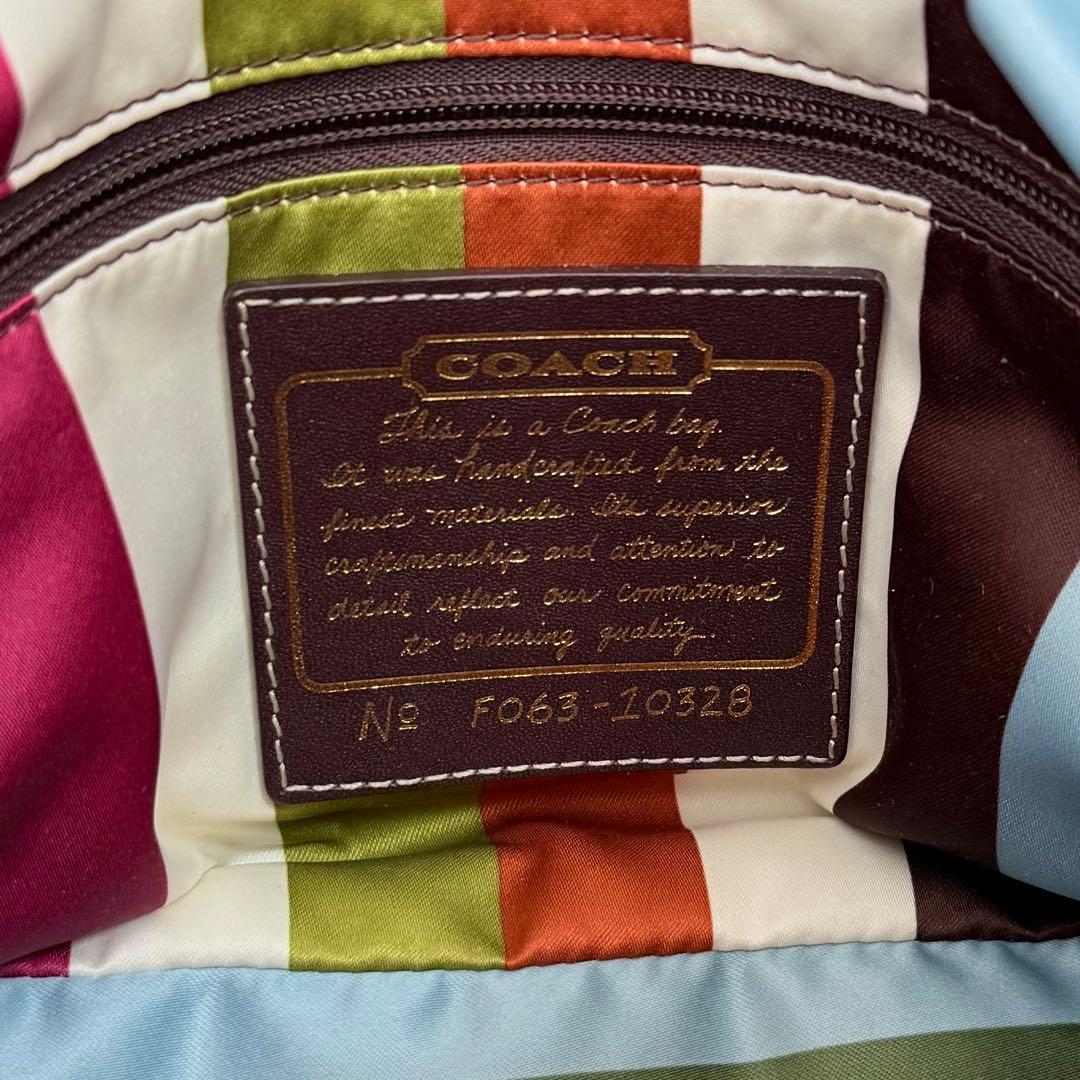 COACH
This is a Coach bag.
It was handcrafted from the
finest materials. Its superior
craftsmanship and attention to
detail reflect our commitment
to enduring quality.
Nº F063-10328